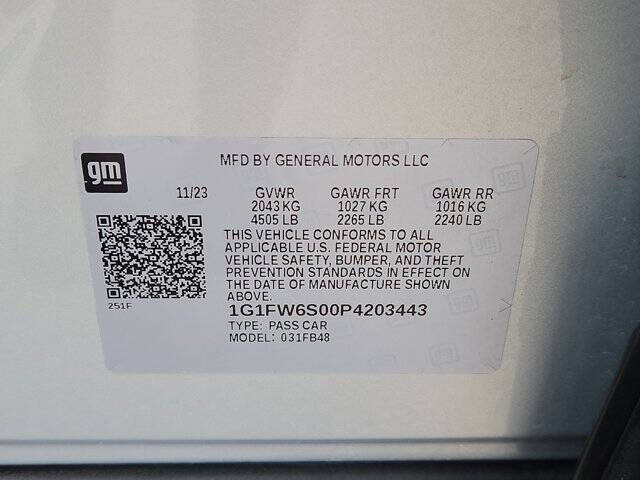 gm
MFD BY GENERAL MOTORS LLC
11/23 GVWR GAWR FRT GAWR RR
2043 KG 1027 KG 1016 KG
4505 LB 2265 LB 2240 LB
THIS VEHICLE CONFORMS TO ALL
APPLICABLE U.S. FEDERAL MOTOR
VEHICLE SAFETY, BUMPER, AND THEFT
PREVENTION STANDARDS IN EFFECT ON
THE DATE OF MANUFACTURE SHOWN
ABOVE.
251F
1G1FW6S00P4203443
TYPE: PASS CAR
MODEL: 031FB48